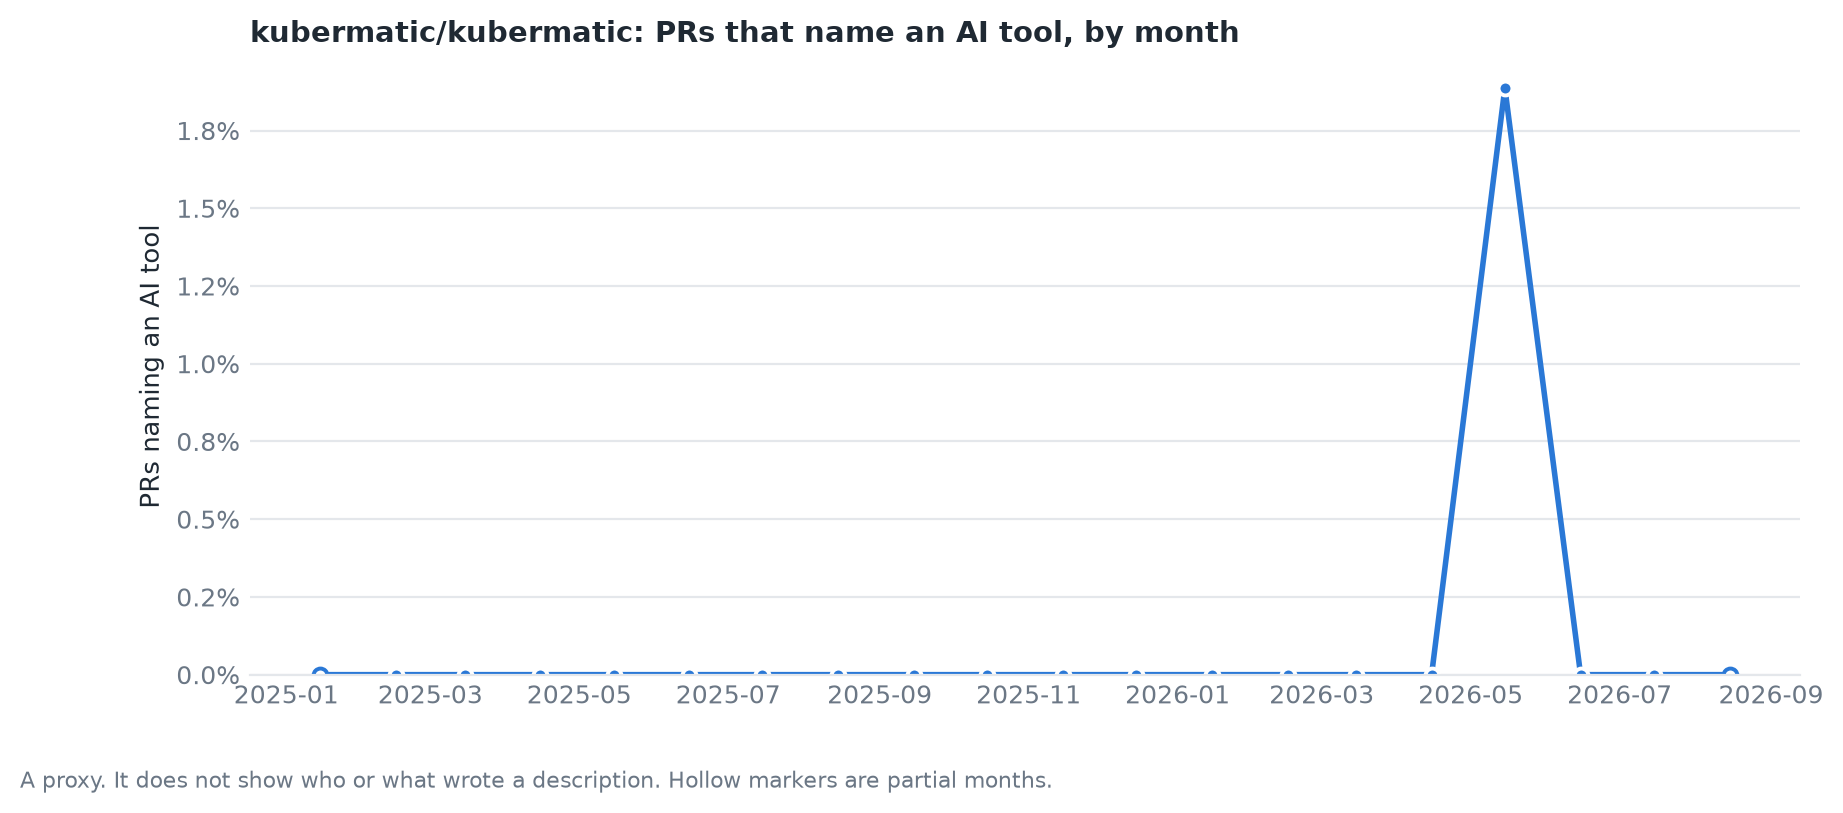 kubermatic/kubermatic: PRs that name an AI tool, by month
PRs naming an AI tool
1.8%
1.5%
1.2%
1.0%
0.8%
0.5%
0.2%
0.0%
2025-01 2025-03 2025-05 2025-07 2025-09 2025-11 2026-01 2026-03 2026-05 2026-07 2026-09
A proxy. It does not show who or what wrote a description. Hollow markers are partial months.